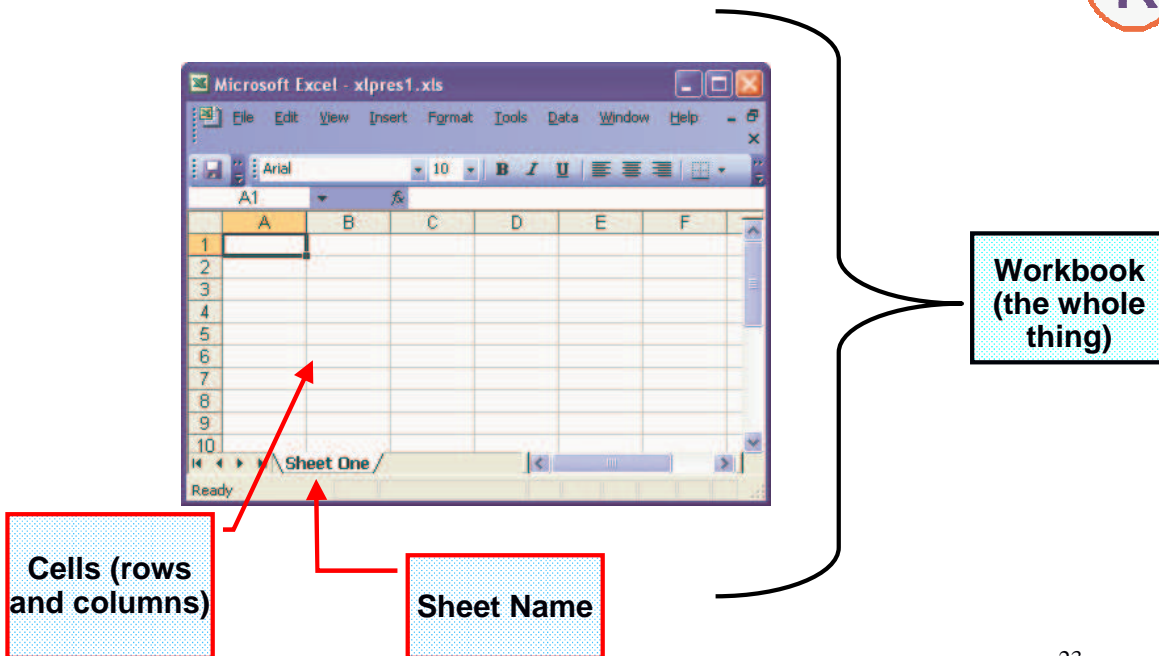 R
Microsoft Excel - xlpres1.xls
File Edit View Insert Format Tools Data Window Help
Arial 10 B I U
A1 fx
A B C D E F
1
2
3
4
5
6
7
8
9
10
Sheet One
Ready
Workbook
(the whole
thing)
Cells (rows
and columns)
Sheet Name
23